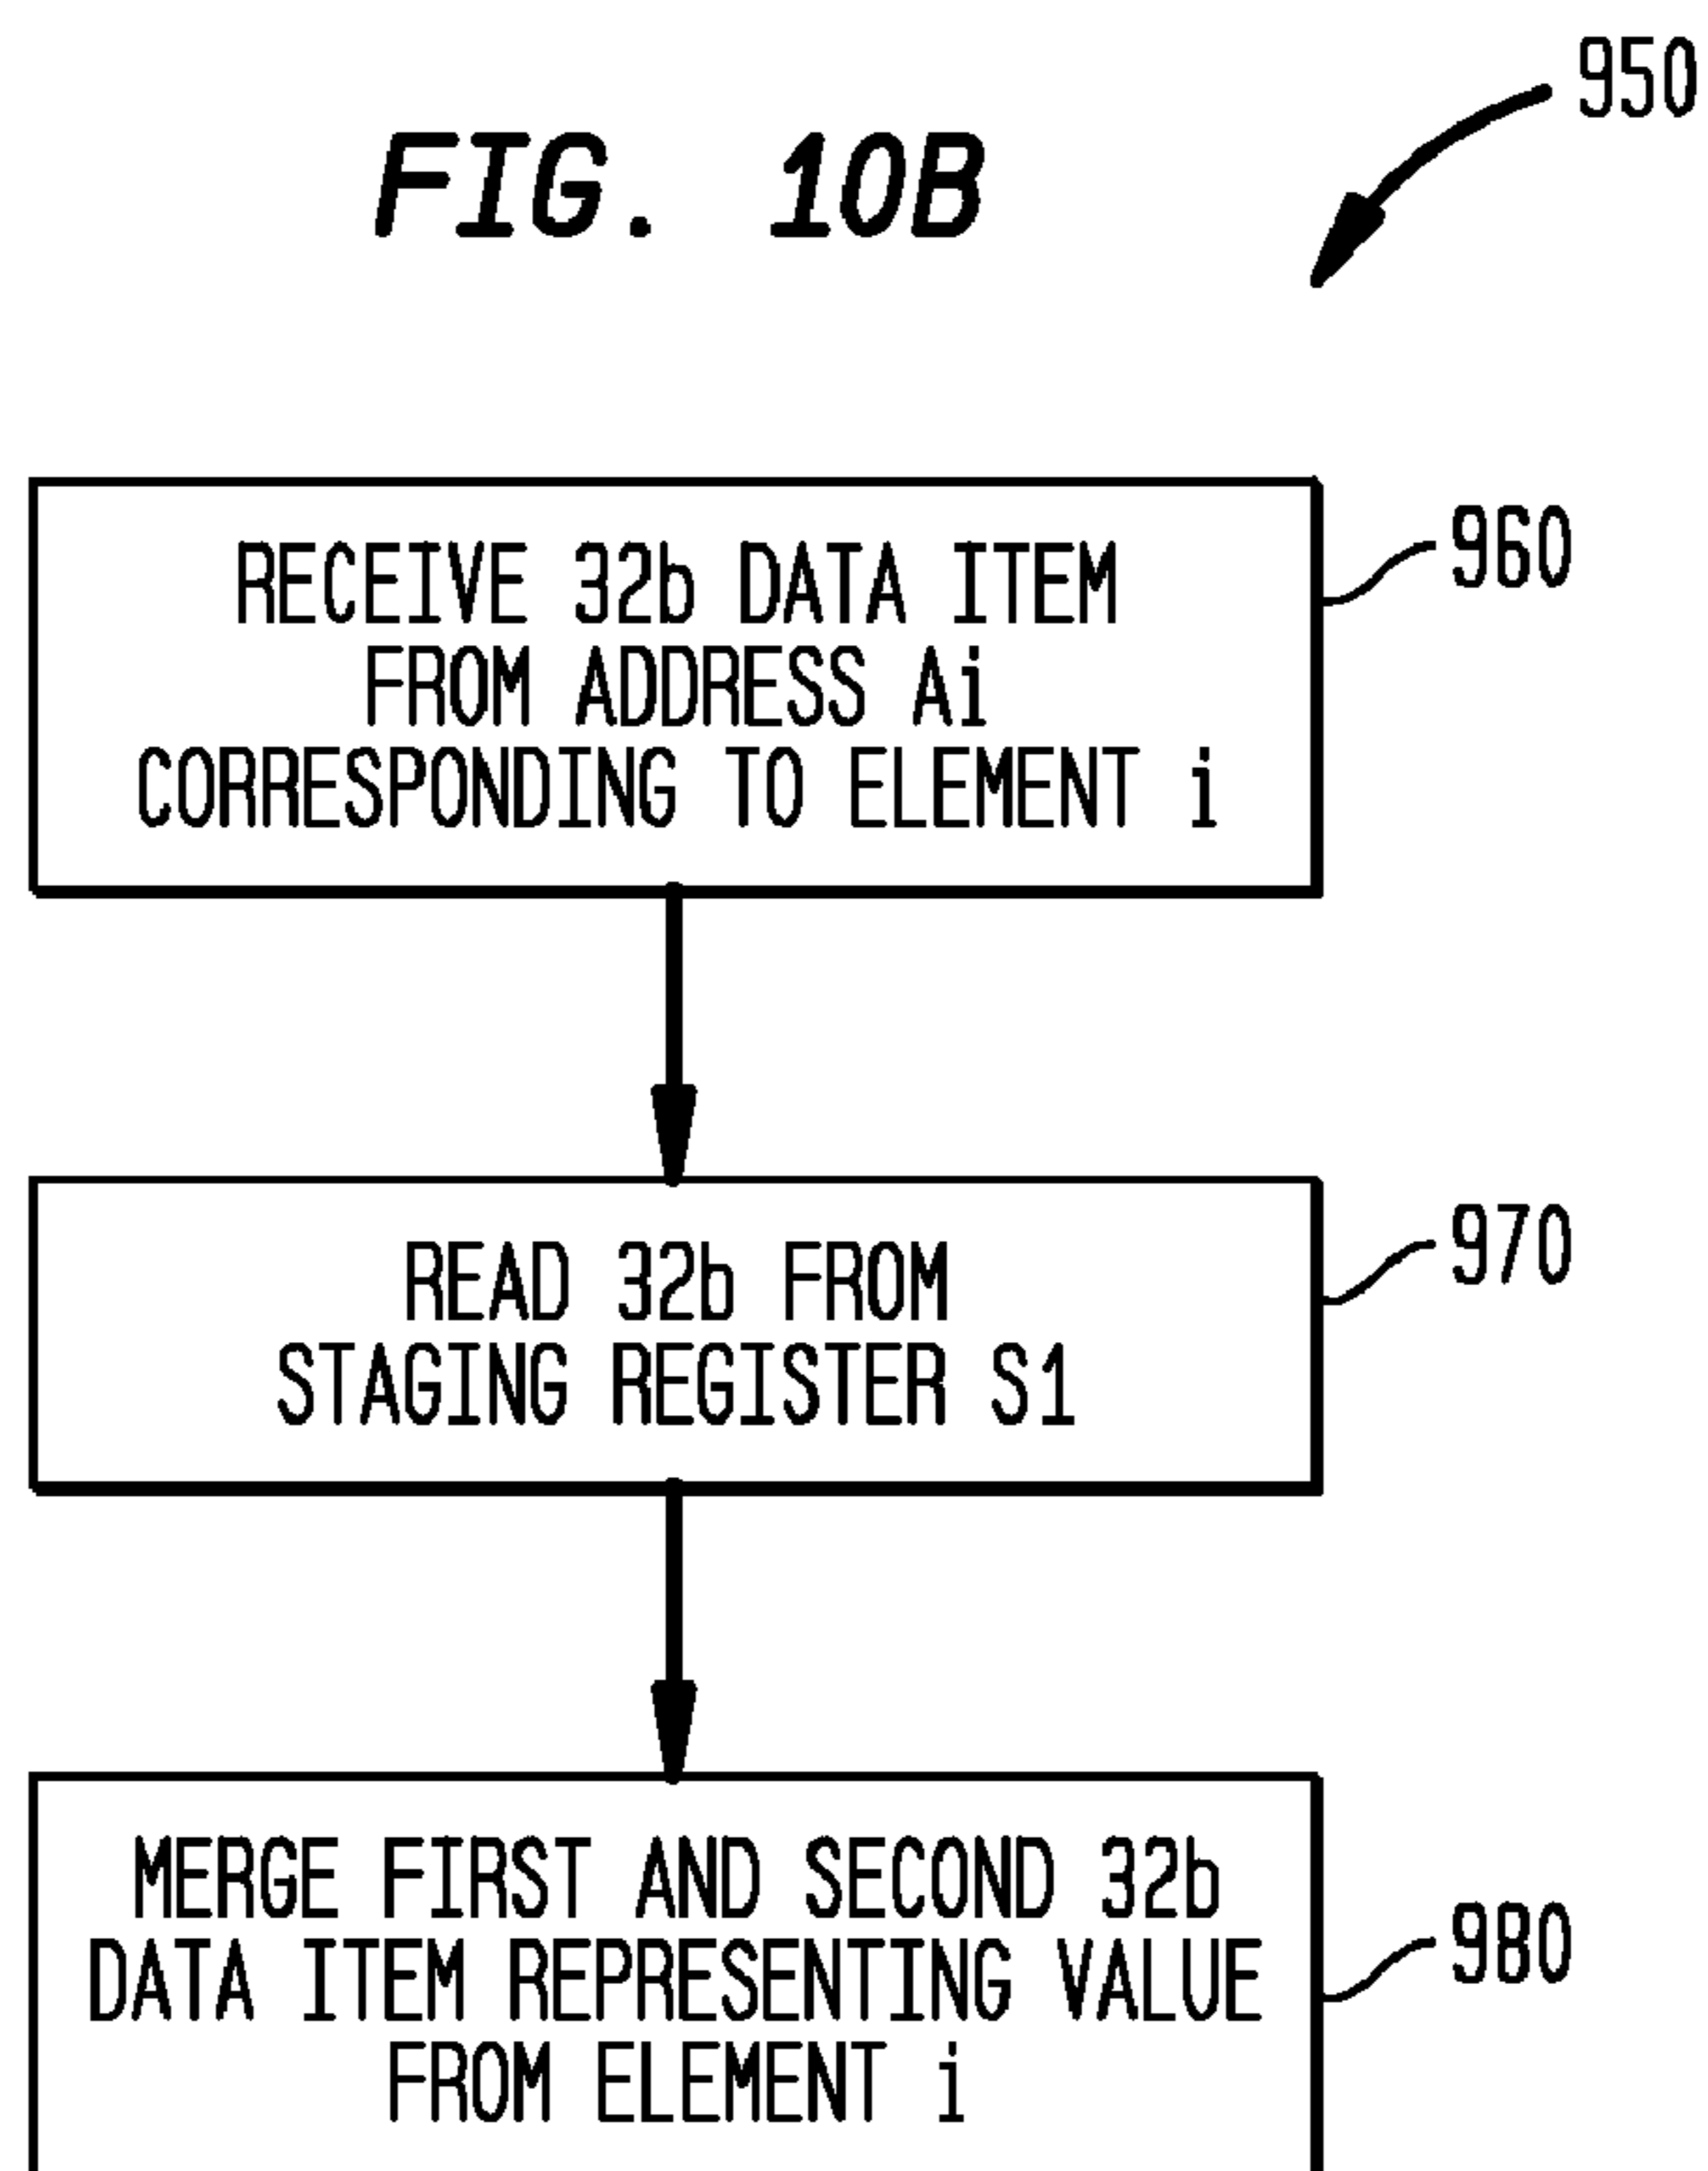 950
FIG. 10B
RECEIVE 32b DATA ITEM
FROM ADDRESS Ai
CORRESPONDING TO ELEMENT i
960
READ 32b FROM
STAGING REGISTER S1
970
MERGE FIRST AND SECOND 32b
DATA ITEM REPRESENTING VALUE
FROM ELEMENT i
980